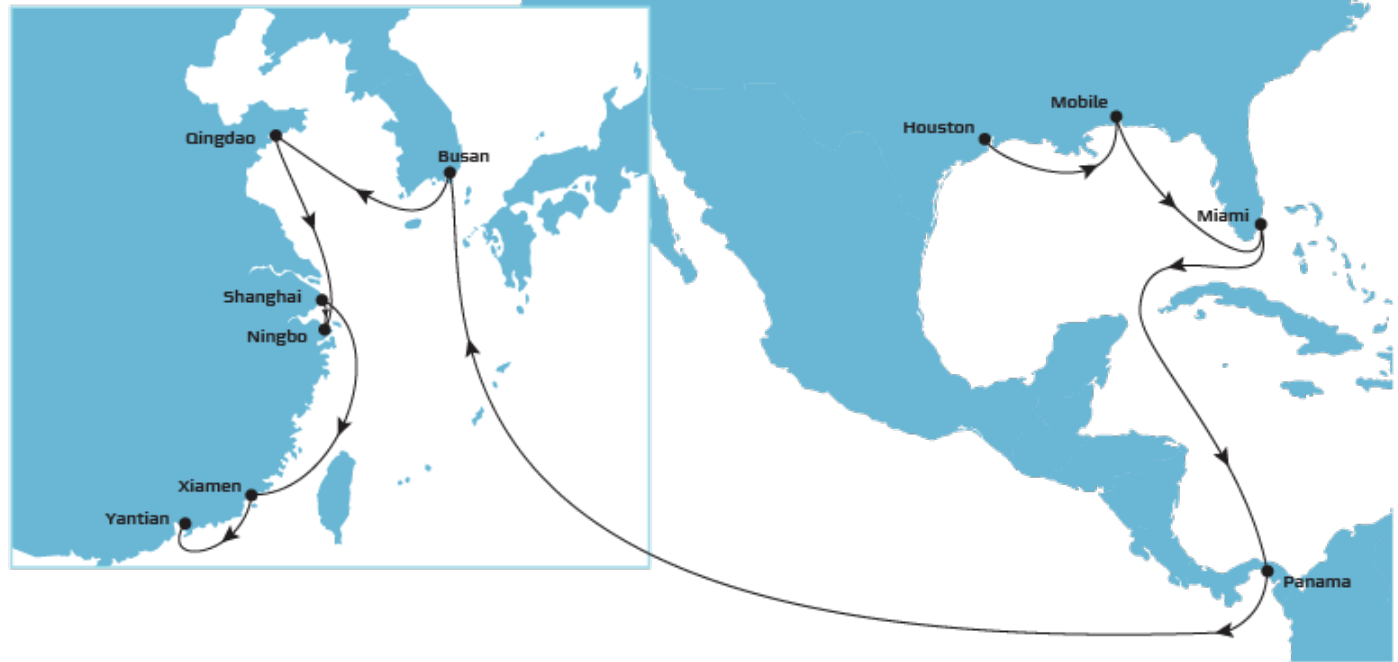 Mobile
Houston
Qingdao
Busan
Miami
Shanghai
Ningbo
Xiamen
Yantian
Panama